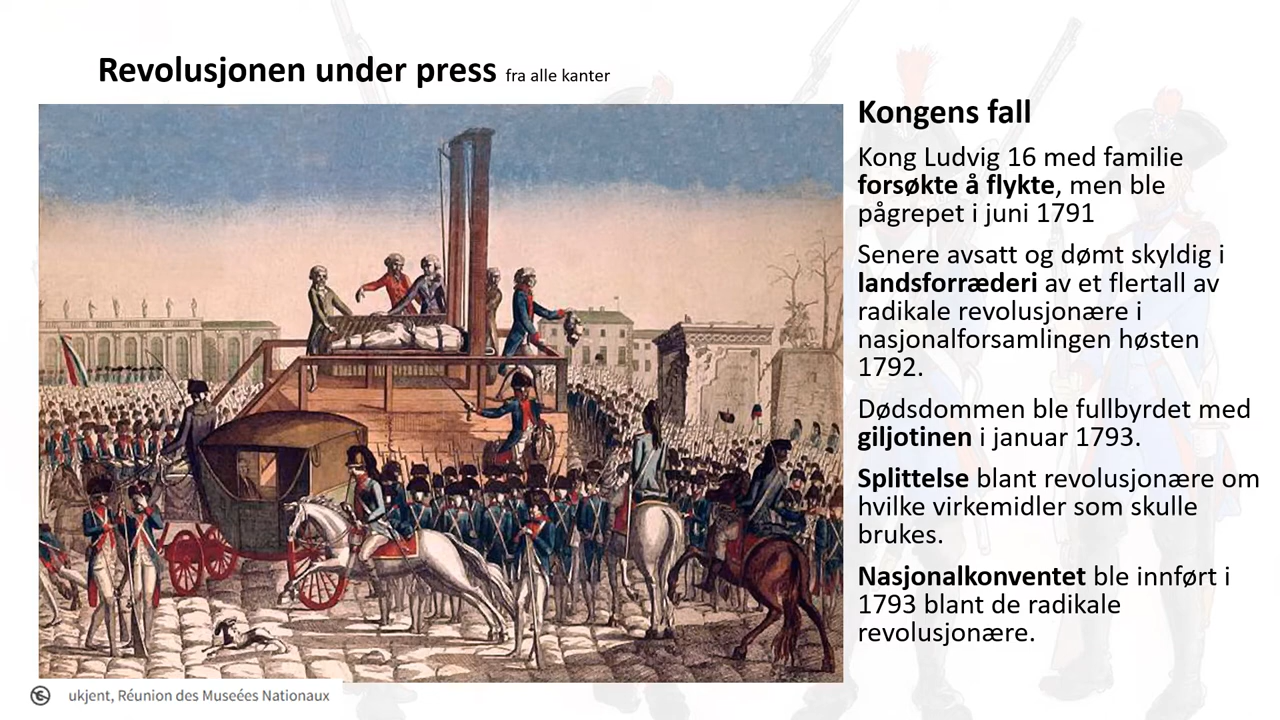 Revolusjonen under press fra alle kanter
Kongens fall
Kong Ludvig 16 med familie
forsøkte å flykte, men ble
pågrepet i juni 1791
Senere avsatt og dømt skyldig i
landsforræderi av et flertall av
radikale revolusjonære i
nasjonalforsamlingen høsten
1792.
Dødsdommen ble fullbyrdet med
giljotinen i januar 1793.
Splittelse blant revolusjonære om
hvilke virkemidler som skulle
brukes.
Nasjonalkonventet ble innført i
1793 blant de radikale
revolusjonære.
ukjent, Réunion des Museées Nationaux